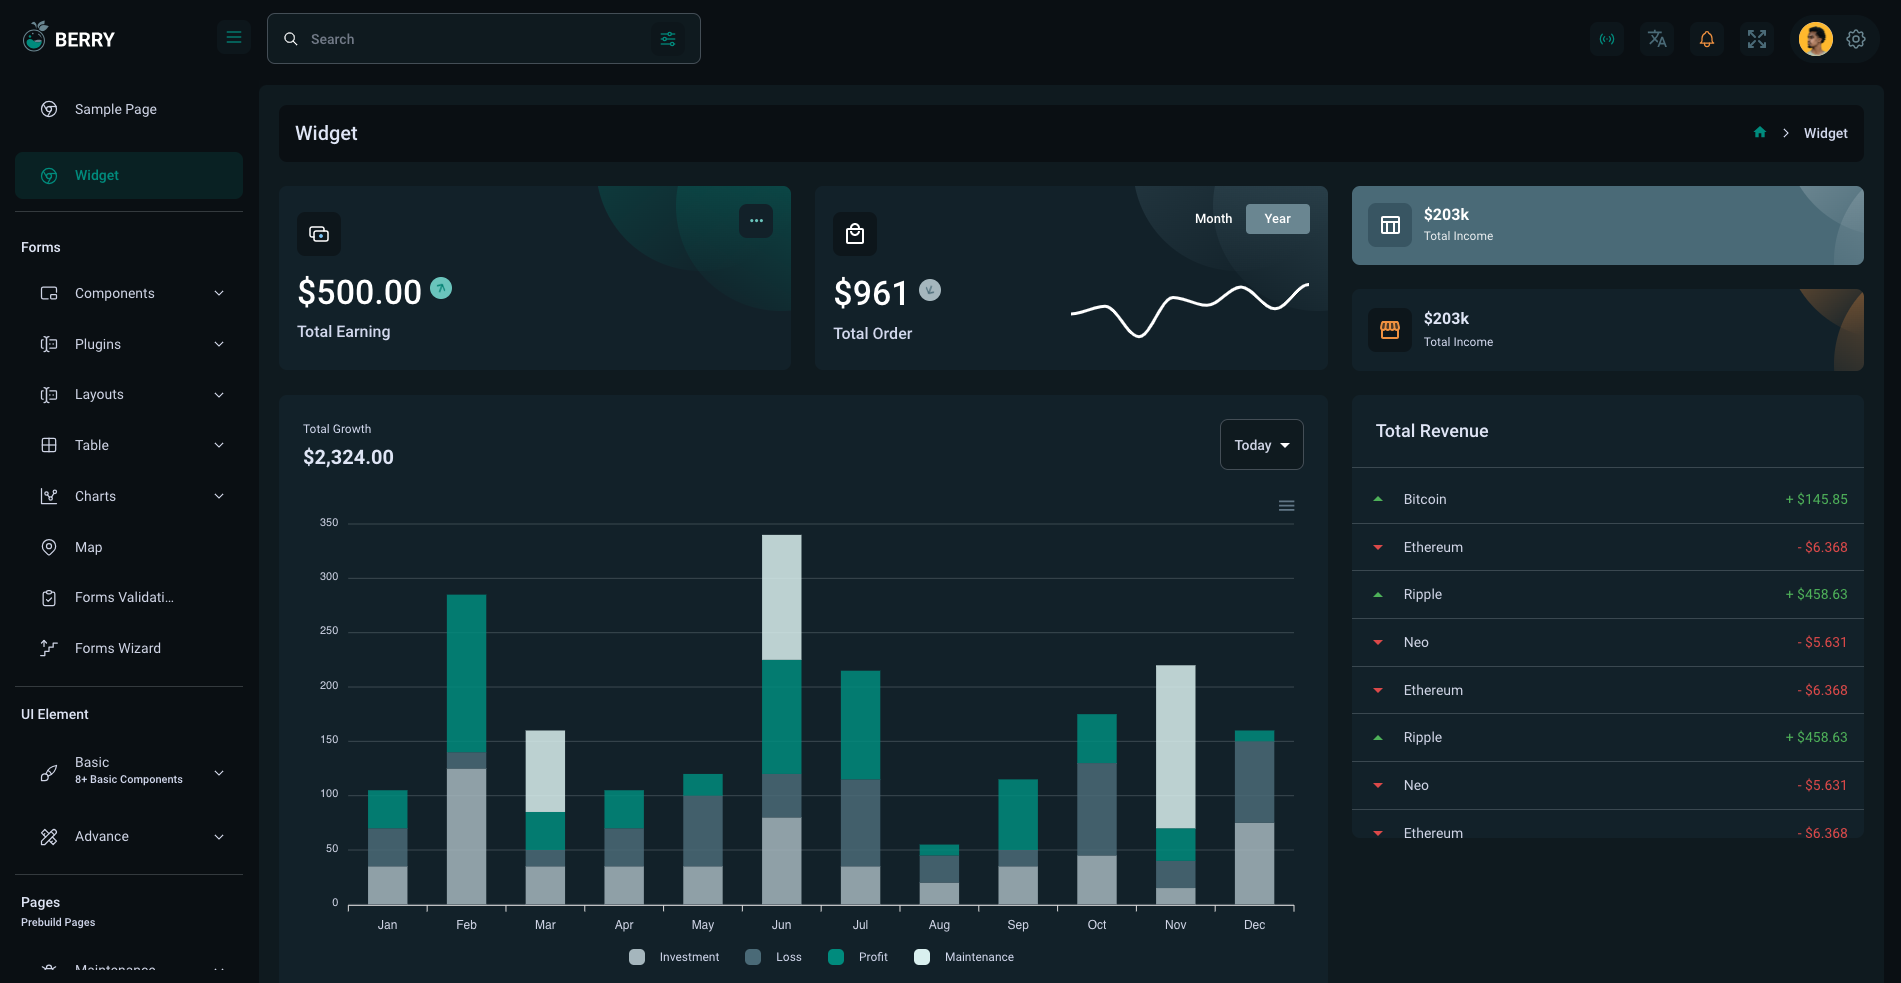 BERRY
Search
Sample Page
Widget
Forms
Components
Plugins
Layouts
Table
Charts
Map
Forms Validati...
Forms Wizard
UI Element
Basic
8+ Basic Components
Advance
Pages
Prebuild Pages
Maintenance
Widget
Widget
$500.00
Total Earning
Month
Year
$961
Total Order
$203k
Total Income
$203k
Total Income
Total Growth
$2,324.00
Today
350
300
250
200
150
100
50
0
Jan Feb Mar Apr May Jun Jul Aug Sep Oct Nov Dec
Investment Loss Profit Maintenance
Total Revenue
Bitcoin + $145.85
Ethereum - $6.368
Ripple + $458.63
Neo - $5.631
Ethereum - $6.368
Ripple + $458.63
Neo - $5.631
Ethereum - $6.368